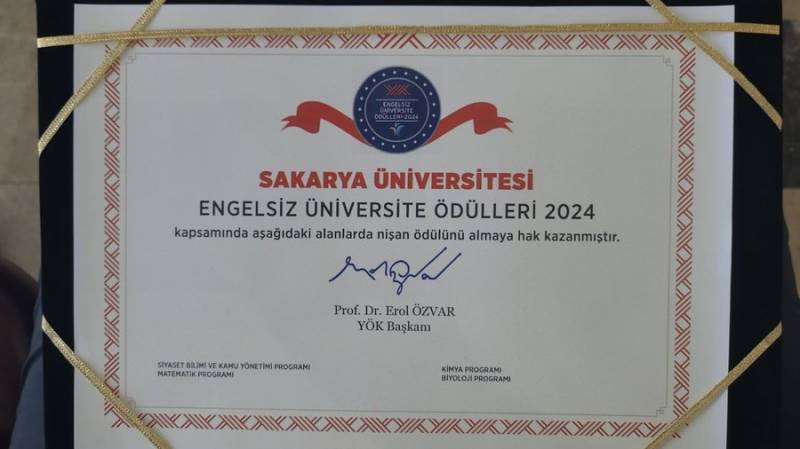 ENGELSİZ
ÜNİVERSİTE
ÖDÜLLERİ-2024
SAKARYA ÜNİVERSİTESİ
ENGELSİZ ÜNİVERSİTE ÖDÜLLERİ 2024
kapsamında aşağıdaki alanlarda nişan ödülünü almaya hak kazanmıştır.
Prof. Dr. Erol ÖZVAR
YÖK Başkanı
SİYASET BİLİMİ VE KAMU YÖNETİMİ PROGRAMI
MATEMATİK PROGRAMI
KİMYA PROGRAMI
BİYOLOJİ PROGRAMI